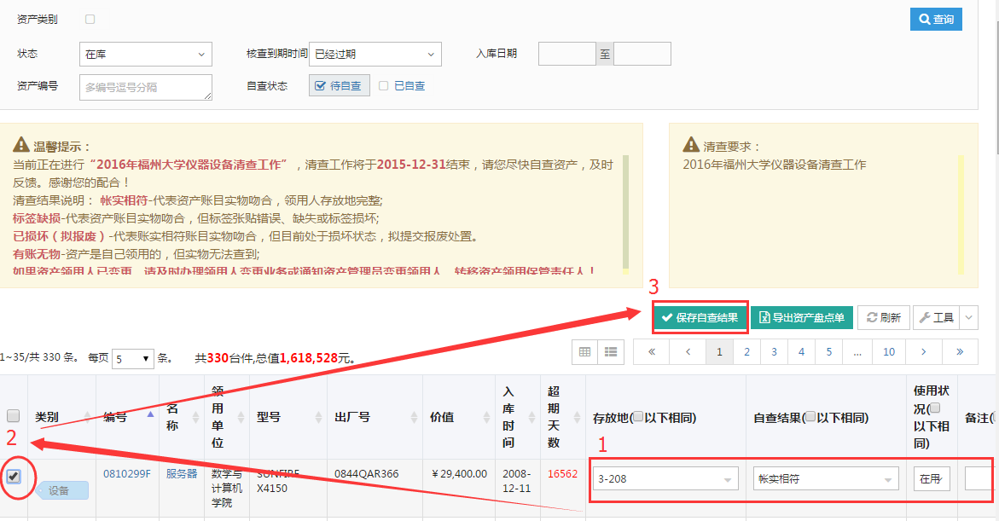 资产类别
查询
状态 在库 核查到期时间 已经过期 入库日期 至
资产编号 多编号逗号分隔 自查状态 待自查 已自查
温馨提示：
当前正在进行“2016年福州大学仪器设备清查工作”，清查工作将于2015-12-31结束，请您尽快自查资产，及时
反馈。感谢您的配合！
清查结果说明： 帐实相符-代表资产账目实物吻合，领用人存放地完整;
标签缺损-代表资产账目实物吻合，但标签张贴错误、缺失或标签损坏;
已损坏（拟报废）-代表账实相符账目实物吻合，但目前处于损坏状态，拟提交报废处置。
有账无物-资产是自己领用的，但实物无法查到;
如果资产领用人已变更，请及时办理领用人变更业务或通知资产管理员变更领用人，转移资产领用保管责任人！
清查要求：
2016年福州大学仪器设备清查工作
3
保存自查结果 导出资产盘点单 刷新 工具
1~35/共 330 条。 每页 5 条。 共330台件,总值1,618,528元。
« ‹ 1 2 3 4 5 ... 10 › »
类别 编号 名称 领用单位 型号 出厂号 价值 入库时间 超期天数 存放地(以下相同) 自查结果(以下相同) 使用状况(以下相同) 备注(
2
1
设备 0810299F 服务器 数学与计算机学院 SUNFIRE X4150 0844QAR366 ￥29,400.00 2008-12-11 16562 3-208 帐实相符 在用